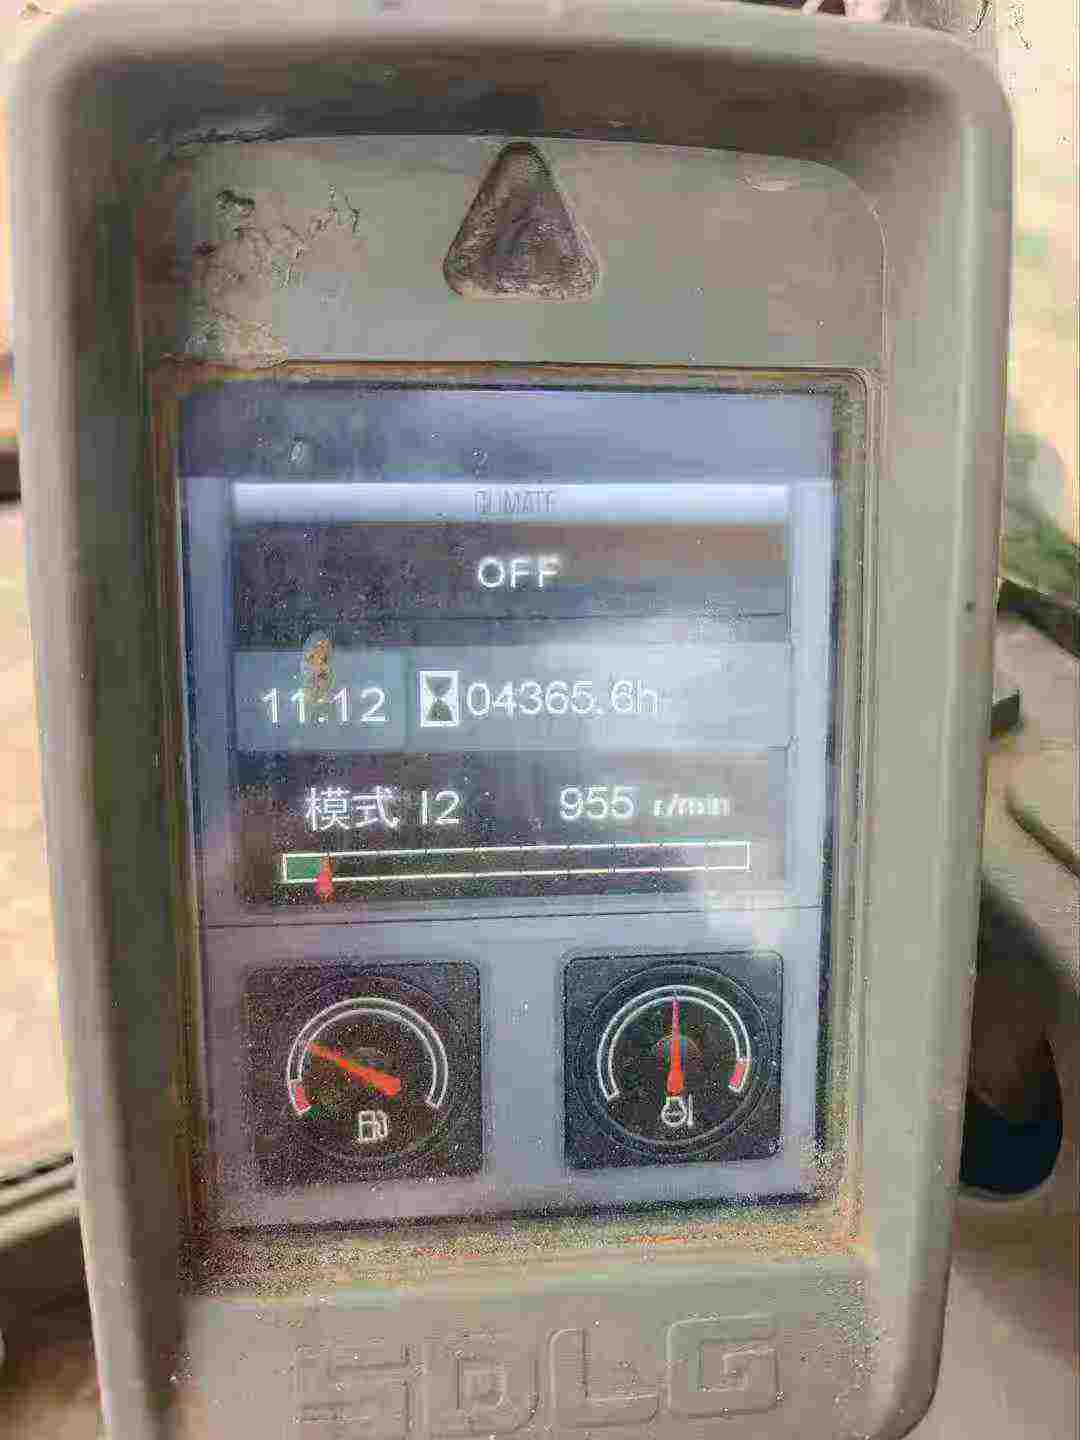 CLIMATE
OFF
11:12 04365.6h
模式 I2 955 r/min
SDLG